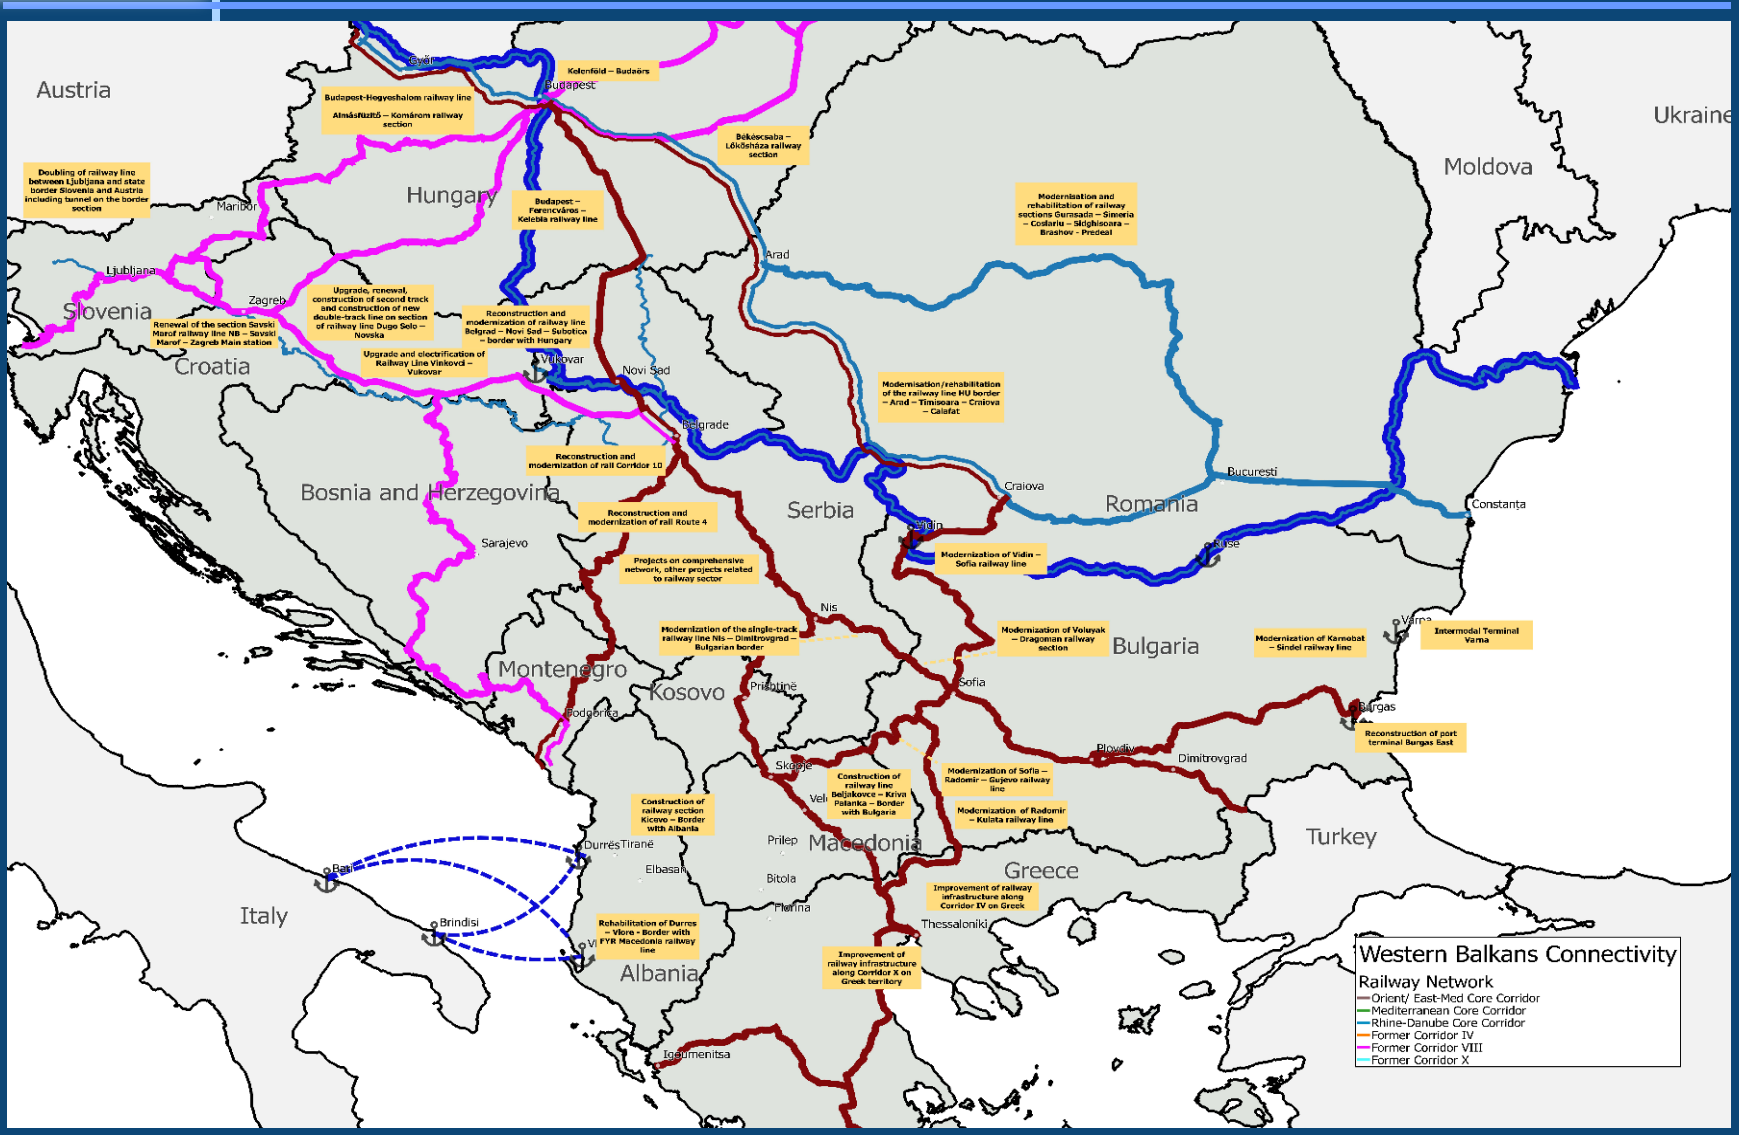 Austria
Győr
Kelenföld – Budaörs
Budapest
Budapest-Hegyeshalom railway line
Almásfüzitő – Komárom railway
section
Ukraine
Békéscsaba –
Lőkösháza railway
section
Moldova
Doubling of railway line
between Ljubljana and state
border Slovenia and Austria
including tunnel on the border
section
Maribor
Hungary
Budapest –
Ferencváros –
Kelebia railway line
Modernisation and
rehabilitation of railway
sections Gurasada – Simeria
– Coslariu – Sidghisoara –
Brashov - Predeal
Arad
Ljubljana
Slovenia
Zagreb
Upgrade, renewal,
construction of second track
and construction of new
double-track line on section
of railway line Dugo Selo –
Novska
Renewal of the section Savski
Marof railway line NB – Savski
Marof – Zagreb Main station
Reconstruction and
modernization of railway line
Belgrad – Novi Sad – Subotica
– border with Hungary
Croatia
Upgrade and electrification of
Railway Line Vinkovci –
Vukovar
Vukovar
Novi Sad
Modernisation/rehabilitation
of the railway line HU border
– Arad – Timisoara – Craiova
– Calafat
Belgrade
Reconstruction and
modernization of rail Corridor 10
Bosnia and Herzegovina
Bucuresti
Craiova
Romania
Constanța
Serbia
Reconstruction and
modernization of rail Route 4
Vidin
Ruse
Sarajevo
Modernization of Vidin –
Sofia railway line
Projects on comprehensive
network, other projects related
to railway sector
Nis
Varna
Modernization of the single-track
railway line Nis – Dimitrovgrad –
Bulgarian border
Modernization of Voluyak
– Dragoman railway
section
Bulgaria
Modernization of Karnobat
– Sindel railway line
Intermodal Terminal
Varna
Montenegro
Kosovo
Prishtinë
Sofia
Podgorica
Burgas
Reconstruction of port
terminal Burgas East
Plovdiv
Dimitrovgrad
Skopje
Construction of
railway line
Beljakovce – Kriva
Palanka – Border
with Bulgaria
Modernization of Sofia –
Radomir – Gujevo railway
line
Construction of
railway section
Kicevo – Border
with Albania
Modernization of Radomir
– Kulata railway line
Prilep
Macedonia
Turkey
Durrës
Tiranë
Bari
Elbasan
Bitola
Greece
Improvement of railway
infrastructure along
Corridor IV on Greek
Florina
Italy
Brindisi
Rehabilitation of Durres
– Vlore - Border with
FYR Macedonia railway
line
Thessaloniki
Albania
Improvement of
railway infrastructure
along Corridor X on
Greek territory
Igoumenitsa
Western Balkans Connectivity
Railway Network
Orient/ East-Med Core Corridor
Mediterranean Core Corridor
Rhine-Danube Core Corridor
Former Corridor IV
Former Corridor VIII
Former Corridor X